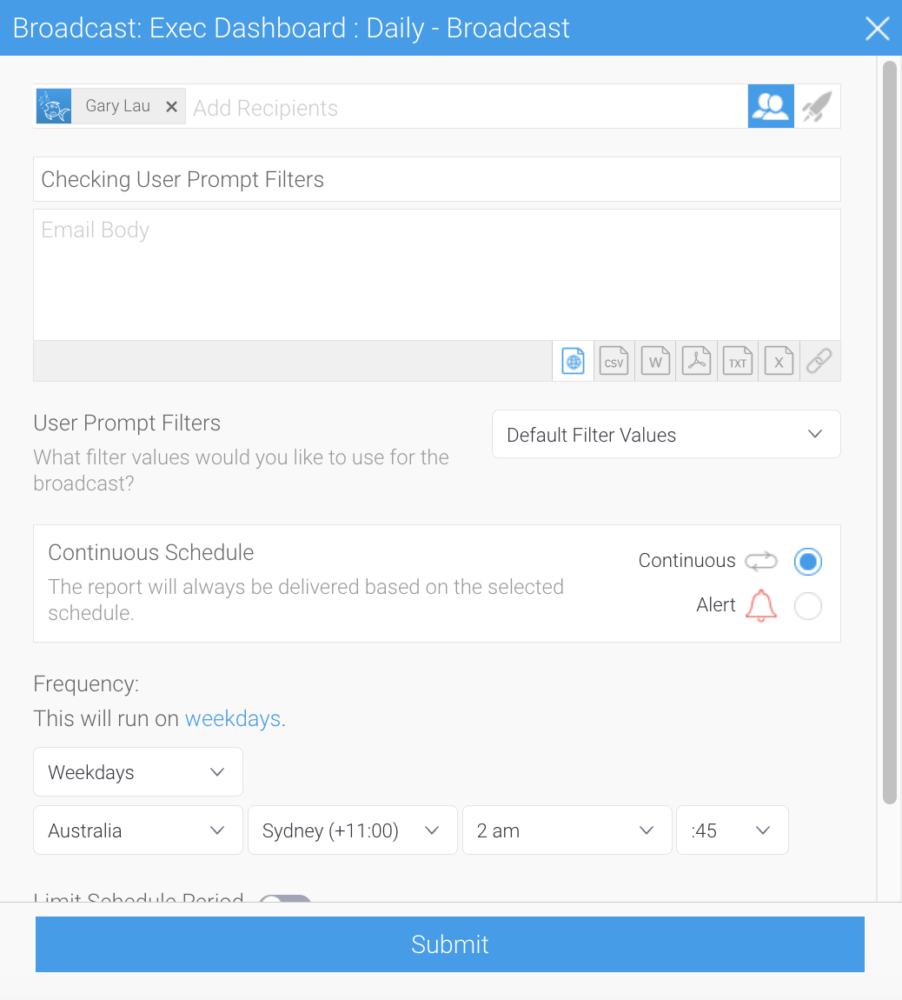 Broadcast: Exec Dashboard : Daily - Broadcast
Gary Lau
Add Recipients
Checking User Prompt Filters
Email Body
CSV
W
TXT
X
User Prompt Filters
Default Filter Values
What filter values would you like to use for the
broadcast?
Continuous Schedule
Continuous
The report will always be delivered based on the selected
schedule.
Alert
Frequency:
This will run on weekdays.
Weekdays
Australia
Sydney (+11:00)
2 am
:45
Limit Schedule Period
Submit